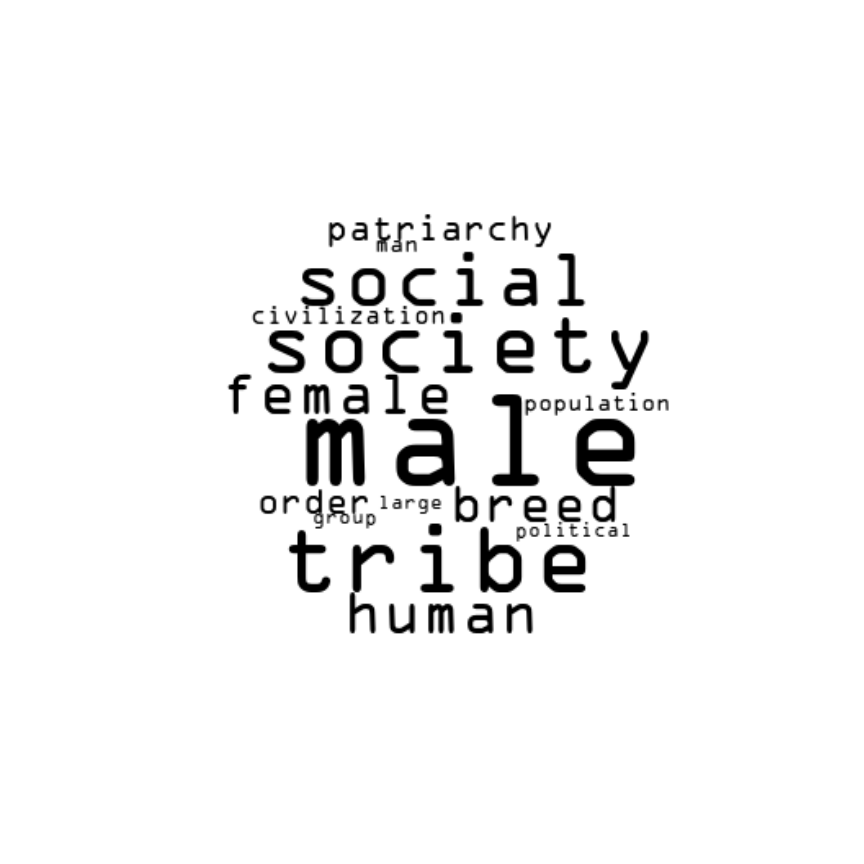 patriarchy
man
social
civilization
society
female
population
male
order large breed
group
political
tribe
human